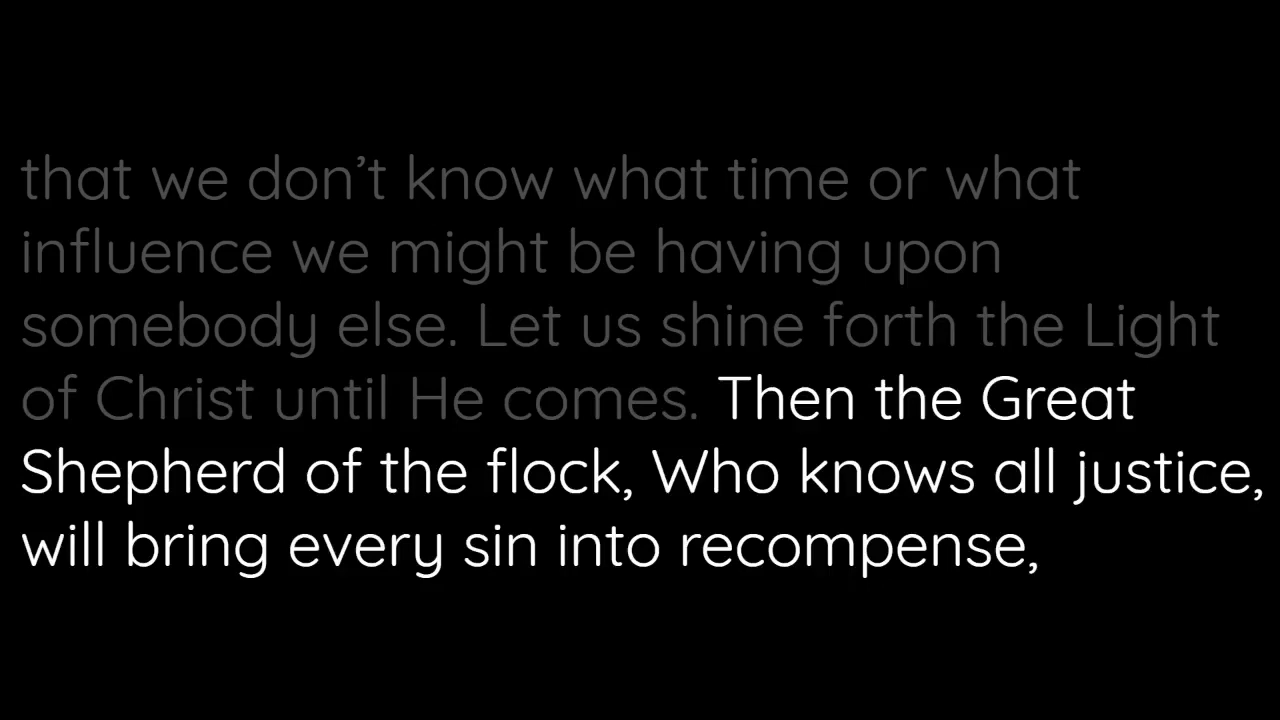 that we don’t know what time or what
influence we might be having upon
somebody else. Let us shine forth the Light
of Christ until He comes. Then the Great
Shepherd of the flock, Who knows all justice,
will bring every sin into recompense,